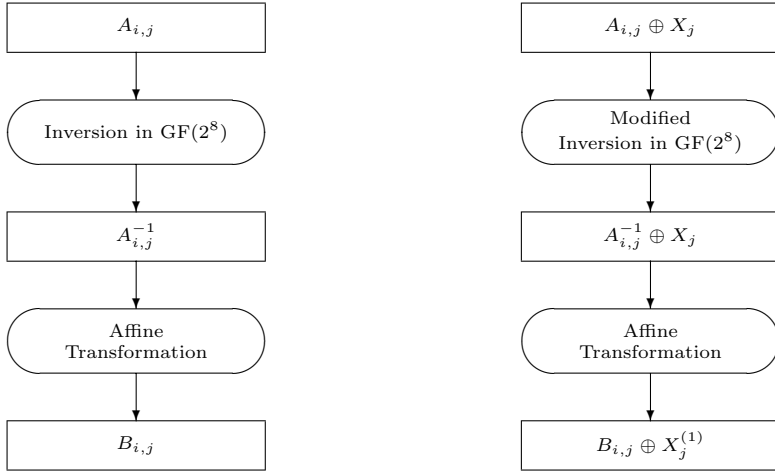 A_{i,j}
Inversion in GF(2^8)
A_{i,j}^{-1}
Affine
Transformation
B_{i,j}
A_{i,j} ⊕ X_j
Modified
Inversion in GF(2^8)
A_{i,j}^{-1} ⊕ X_j
Affine
Transformation
B_{i,j} ⊕ X_j^{(1)}